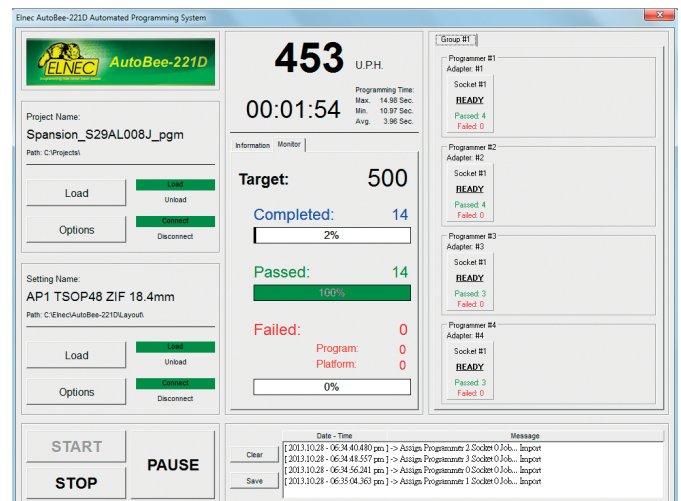 Elnec AutoBee-221D Automated Programming System
ELNEC AutoBee-221D
Project Name:
Spansion_S29AL008J_pgm
Path: C:\Projects\
Load
Load
Unload
Options
Connect
Disconnect
Setting Name:
AP1 TSOP48 ZIF 18.4mm
Path: C:\Elnec\AutoBee-221D\Layout\
Load
Load
Unload
Options
Connect
Disconnect
START
STOP
PAUSE
453 U.P.H.
00:01:54
Programming Time:
Max. 14.98 Sec.
Min. 10.97 Sec.
Avg. 3.96 Sec.
Information Monitor
Target: 500
Completed: 14
2%
Passed: 14
100%
Failed: 0
Program: 0
Platform: 0
0%
Group #1
Programmer #1
Adapter: #1
Socket #1
READY
Passed: 4
Failed: 0
Programmer #2
Adapter: #2
Socket #1
READY
Passed: 4
Failed: 0
Programmer #3
Adapter: #3
Socket #1
READY
Passed: 3
Failed: 0
Programmer #4
Adapter: #4
Socket #1
READY
Passed: 3
Failed: 0
Clear
Save
Date - Time Message
[ 2013.10.28 - 06:34:40.480 pm ] -> Assign Programmer 2 Socket 0 Job... Import
[ 2013.10.28 - 06:34:48.557 pm ] -> Assign Programmer 3 Socket 0 Job... Import
[ 2013.10.28 - 06:34:56.241 pm ] -> Assign Programmer 0 Socket 0 Job... Import
[ 2013.10.28 - 06:35:04.363 pm ] -> Assign Programmer 1 Socket 0 Job... Import